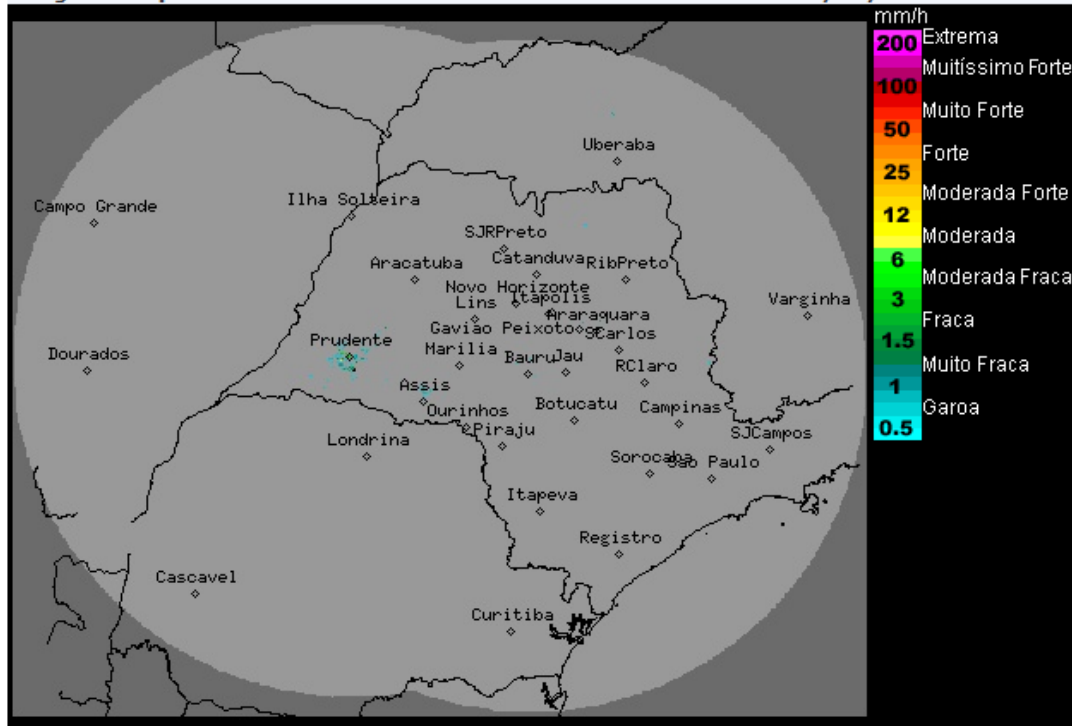 mm/h
200 Extrema
Muitíssimo Forte
100
Muito Forte
50
Forte
25
Moderada Forte
12
Moderada
6
Moderada Fraca
3
Fraca
1.5
Muito Fraca
1
Garoa
0.5
Uberaba
Campo Grande
Ilha Solteira
SJRPreto
Aracatuba
Catanduva
RibPreto
Novo Horizonte
Lins
Itapolis
Araraquara
Varginha
Gavião Peixoto
SCarlos
Prudente
Marilia
Bauru
Jau
Dourados
RClaro
Assis
Ourinhos
Botucatu
Campinas
Piraju
Londrina
SJCampos
Sorocaba
Sao Paulo
Itapeva
Registro
Cascavel
Curitiba